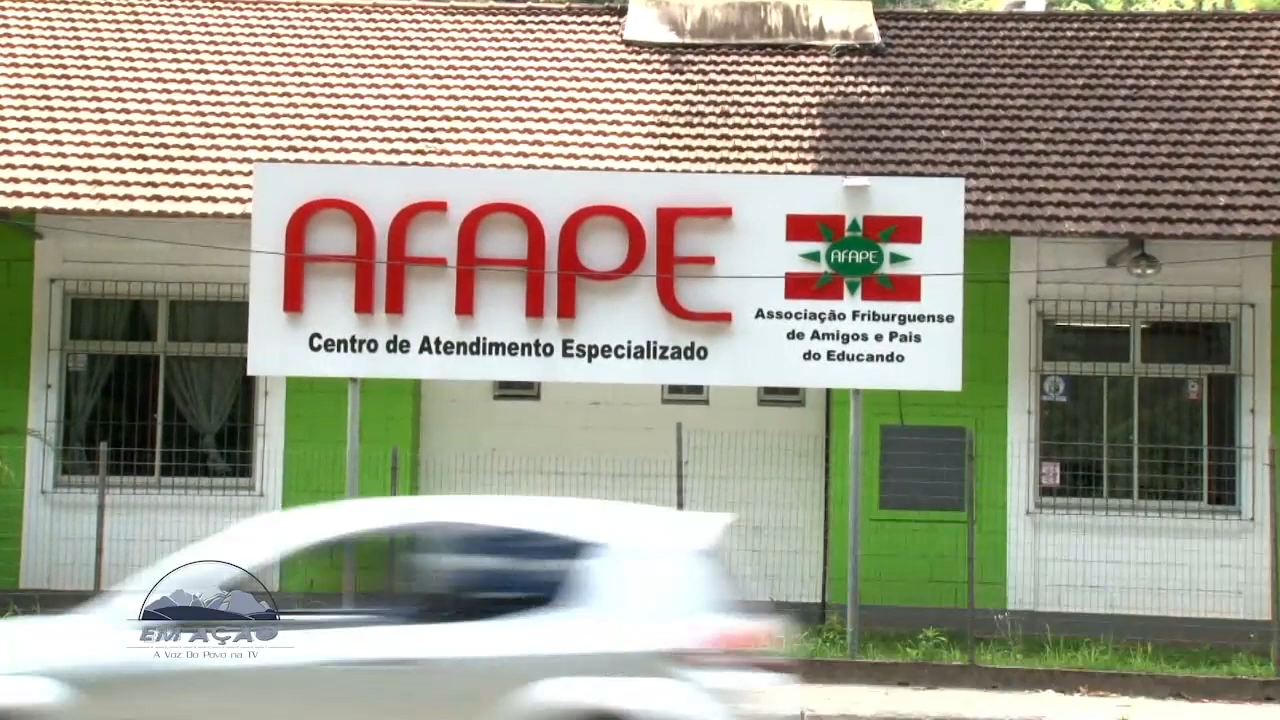 AFAPE
Centro de Atendimento Especializado
AFAPE
Associação Friburguense
de Amigos e Pais
do Educando
EM AÇÃO
A Voz Do Povo na TV